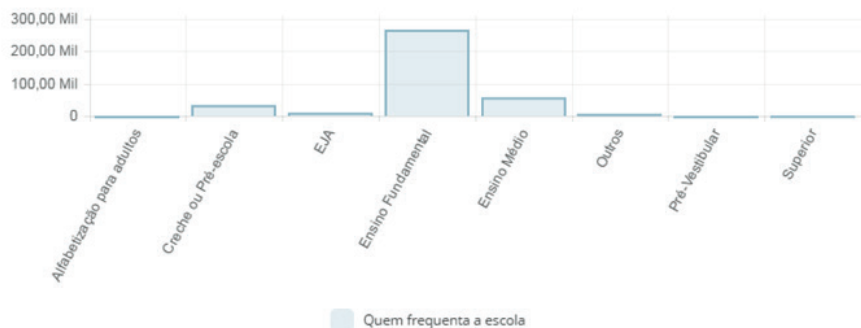 300,00 Mil
200,00 Mil
100,00 Mil
0
Alfabetização para adultos
Creche ou Pré-escola
EJA
Ensino Fundamental
Ensino Médio
Outros
Pré-Vestibular
Superior
Quem frequenta a escola